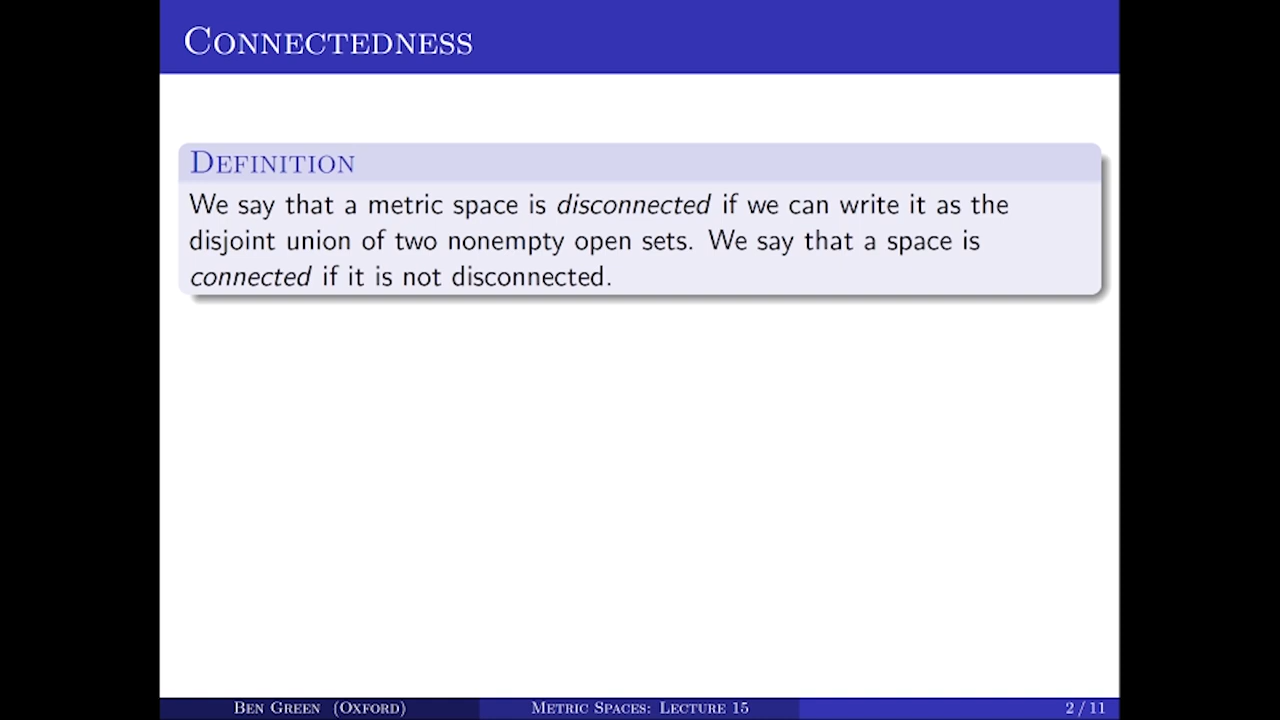 Connectedness
Definition
We say that a metric space is disconnected if we can write it as the
disjoint union of two nonempty open sets. We say that a space is
connected if it is not disconnected.
Ben Green (Oxford) Metric Spaces: Lecture 15 2 / 11